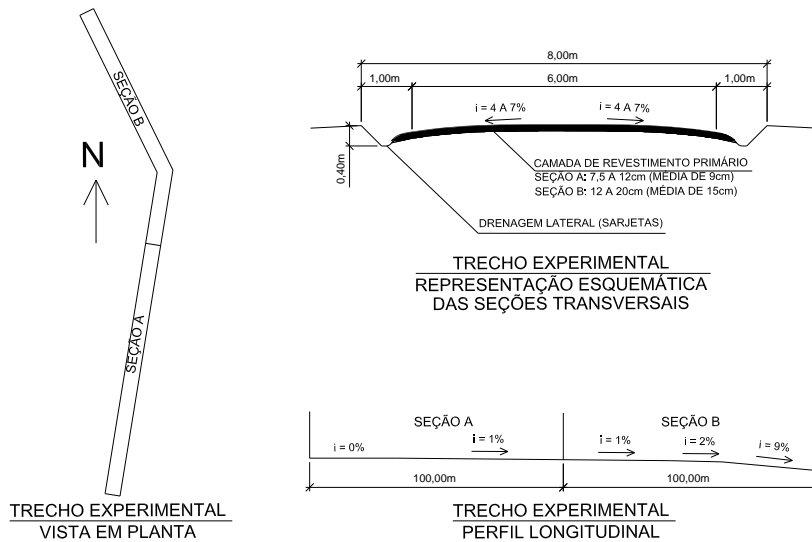 SEÇÃO B
N
SEÇÃO A
TRECHO EXPERIMENTAL
VISTA EM PLANTA
8,00m
1,00m
6,00m
1,00m
i = 4 A 7%
i = 4 A 7%
0,40m
CAMADA DE REVESTIMENTO PRIMÁRIO
SEÇÃO A: 7,5 A 12cm (MÉDIA DE 9cm)
SEÇÃO B: 12 A 20cm (MÉDIA DE 15cm)
DRENAGEM LATERAL (SARJETAS)
TRECHO EXPERIMENTAL
REPRESENTAÇÃO ESQUEMÁTICA
DAS SEÇÕES TRANSVERSAIS
SEÇÃO A
SEÇÃO B
i = 0%
i = 1%
i = 1%
i = 2%
i = 9%
100,00m
100,00m
TRECHO EXPERIMENTAL
PERFIL LONGITUDINAL